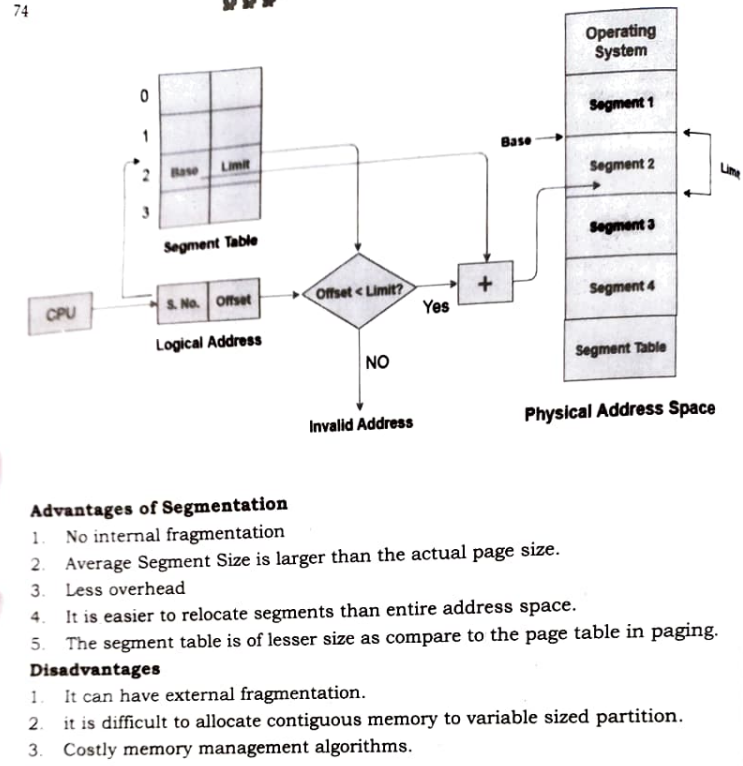 74
Operating
System
0
Segment 1
1
Base
2 Base Limit
Segment 2
3
Segment Table
Segment 3
S. No. Offset
Offset < Limit?
+
Segment 4
CPU
Yes
Logical Address
NO
Segment Table
Invalid Address
Physical Address Space
Advantages of Segmentation
1. No internal fragmentation
2. Average Segment Size is larger than the actual page size.
3. Less overhead
4. It is easier to relocate segments than entire address space.
5. The segment table is of lesser size as compare to the page table in paging.
Disadvantages
1. It can have external fragmentation.
2. it is difficult to allocate contiguous memory to variable sized partition.
3. Costly memory management algorithms.